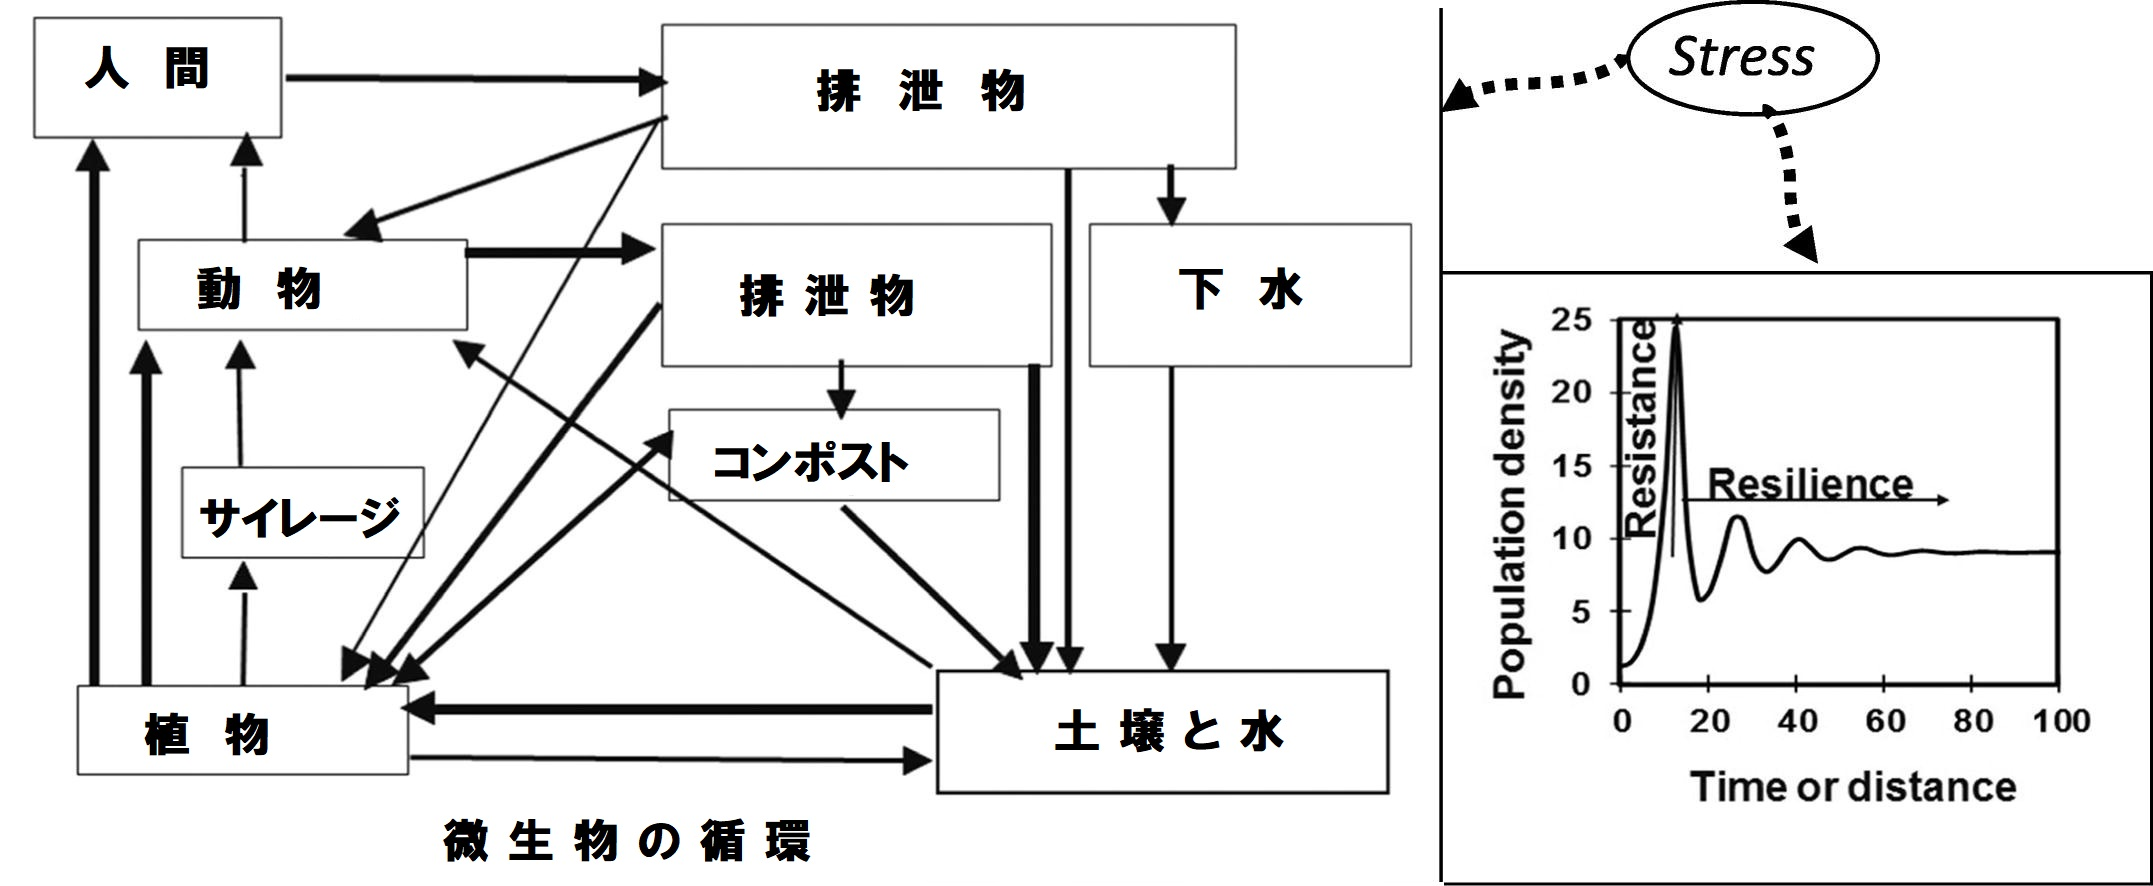 人 間
排 泄 物
動 物
排 泄 物
下 水
コンポスト
サイレージ
植 物
土 壌 と 水
微 生 物 の 循 環
Stress
Population density
25
20
15
10
5
0
Resistance
Resilience
0 20 40 60 80 100
Time or distance